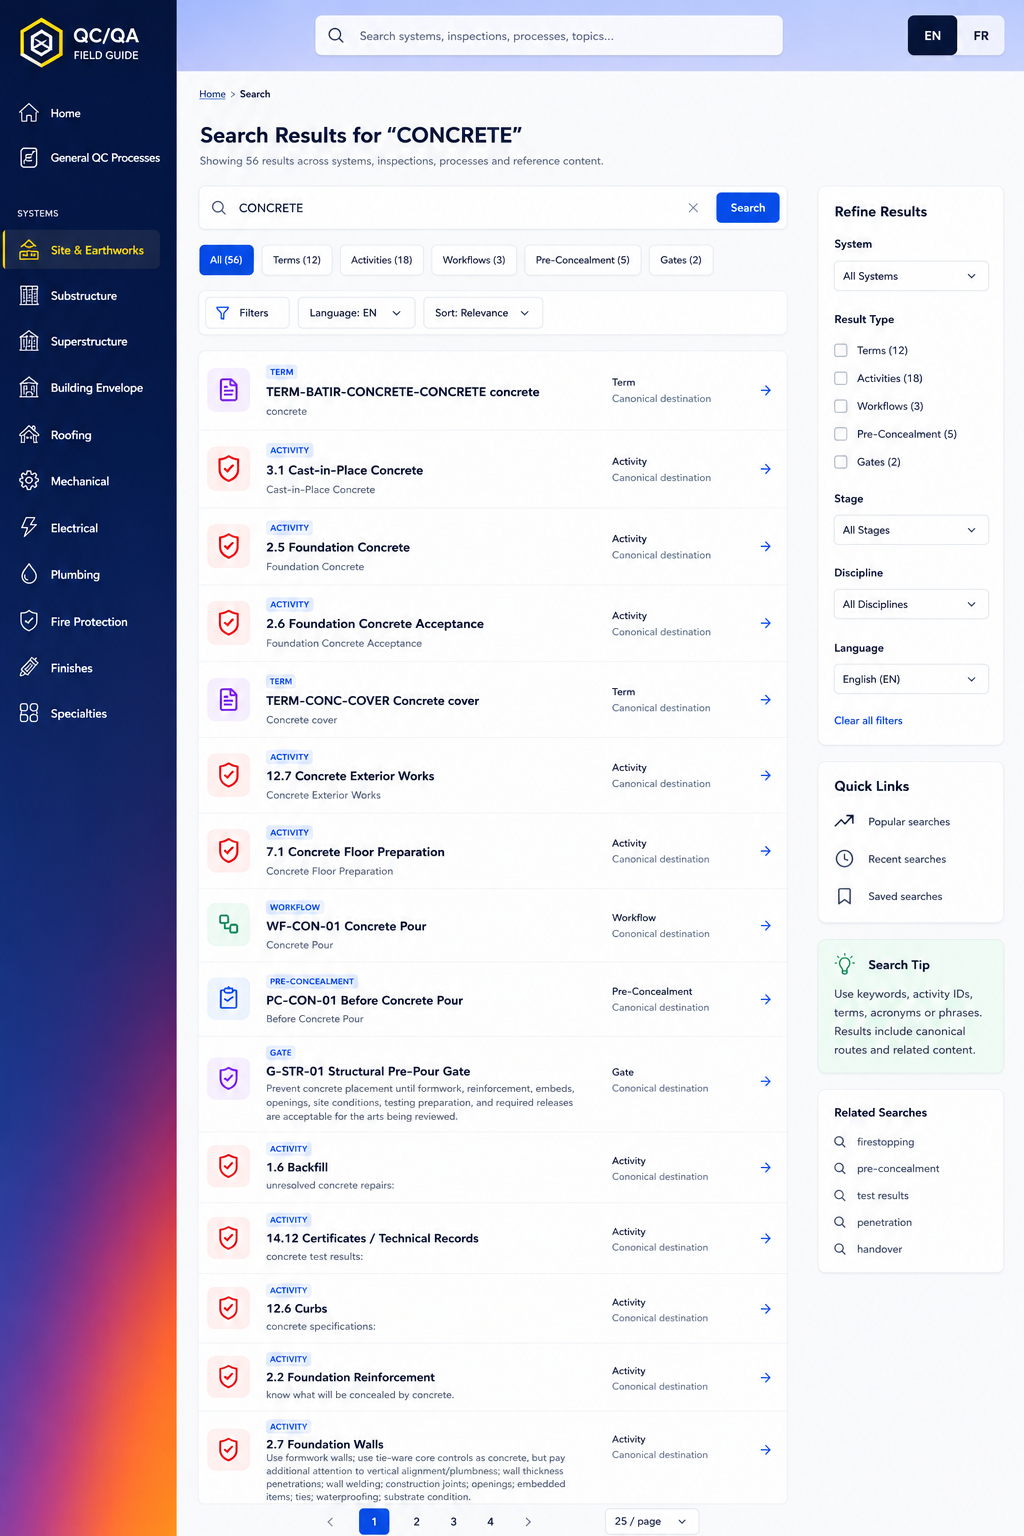 QC/QA
FIELD GUIDE
Home
General QC Processes
SYSTEMS
Site & Earthworks
Substructure
Superstructure
Building Envelope
Roofing
Mechanical
Electrical
Plumbing
Fire Protection
Finishes
Specialties
Search systems, inspections, processes, topics...
EN
FR
Home > Search
Search Results for “CONCRETE”
Showing 56 results across systems, inspections, processes and reference content.
CONCRETE
Search
All (56)
Terms (12)
Activities (18)
Workflows (3)
Pre-Concealment (5)
Gates (2)
Filters
Language: EN
Sort: Relevance
TERM
TERM-BATIR-CONCRETE-CONCRETE concrete
concrete
Term
Canonical destination
ACTIVITY
3.1 Cast-in-Place Concrete
Cast-in-Place Concrete
Activity
Canonical destination
ACTIVITY
2.5 Foundation Concrete
Foundation Concrete
Activity
Canonical destination
ACTIVITY
2.6 Foundation Concrete Acceptance
Foundation Concrete Acceptance
Activity
Canonical destination
TERM
TERM-CONC-COVER Concrete cover
Concrete cover
Term
Canonical destination
ACTIVITY
12.7 Concrete Exterior Works
Concrete Exterior Works
Activity
Canonical destination
ACTIVITY
7.1 Concrete Floor Preparation
Concrete Floor Preparation
Activity
Canonical destination
WORKFLOW
WF-CON-01 Concrete Pour
Concrete Pour
Workflow
Canonical destination
PRE-CONCEALMENT
PC-CON-01 Before Concrete Pour
Before Concrete Pour
Pre-Concealment
Canonical destination
GATE
G-STR-01 Structural Pre-Pour Gate
Prevent concrete placement until formwork, reinforcement, embeds,
openings, site conditions, testing preparation, and required releases
are acceptable for the arts being reviewed.
Gate
Canonical destination
ACTIVITY
1.6 Backfill
unresolved concrete repairs:
Activity
Canonical destination
ACTIVITY
14.12 Certificates / Technical Records
concrete test results:
Activity
Canonical destination
ACTIVITY
12.6 Curbs
concrete specifications:
Activity
Canonical destination
ACTIVITY
2.2 Foundation Reinforcement
know what will be concealed by concrete.
Activity
Canonical destination
ACTIVITY
2.7 Foundation Walls
Use formwork walls; use tie-ware core controls as concrete, but pay
additional attention to vertical alignment/plumbness; wall thickness
penetrations; wall welding; construction joints; openings; embedded
items; ties; waterproofing; substrate condition.
Activity
Canonical destination
1
2
3
4
25 / page
Refine Results
System
All Systems
Result Type
Terms (12)
Activities (18)
Workflows (3)
Pre-Concealment (5)
Gates (2)
Stage
All Stages
Discipline
All Disciplines
Language
English (EN)
Clear all filters
Quick Links
Popular searches
Recent searches
Saved searches
Search Tip
Use keywords, activity IDs,
terms, acronyms or phrases.
Results include canonical
routes and related content.
Related Searches
firestopping
pre-concealment
test results
penetration
handover